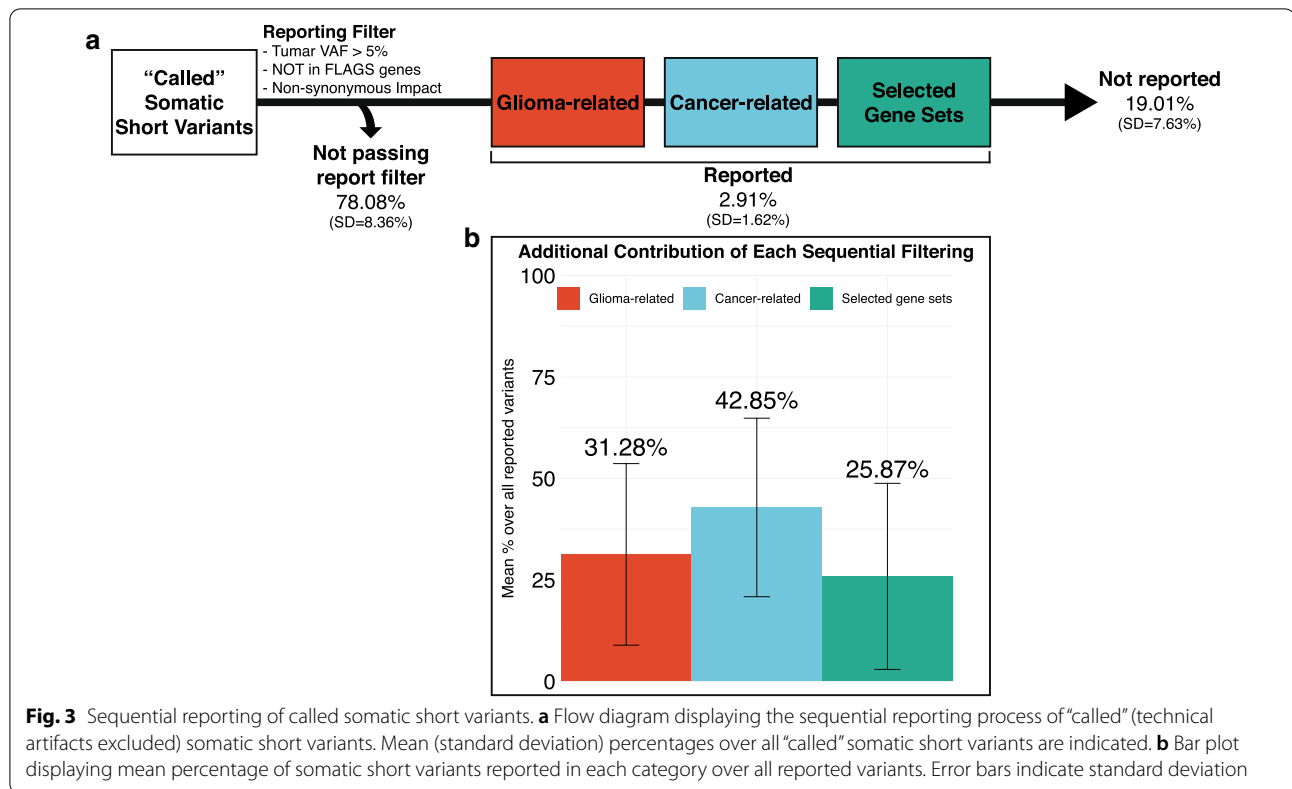 a
Reporting Filter
- Tumar VAF > 5%
- NOT in FLAGS genes
- Non-synonymous Impact
“Called”
Somatic
Short Variants
Not passing
report filter
78.08%
(SD=8.36%)
Glioma-related
Cancer-related
Selected
Gene Sets
Reported
2.91%
(SD=1.62%)
Not reported
19.01%
(SD=7.63%)
b
Additional Contribution of Each Sequential Filtering
Glioma-related
Cancer-related
Selected gene sets
Mean % over all reported variants
100
75
50
25
0
31.28%
42.85%
25.87%
Fig. 3 Sequential reporting of called somatic short variants. a Flow diagram displaying the sequential reporting process of “called” (technical
artifacts excluded) somatic short variants. Mean (standard deviation) percentages over all “called” somatic short variants are indicated. b Bar plot
displaying mean percentage of somatic short variants reported in each category over all reported variants. Error bars indicate standard deviation